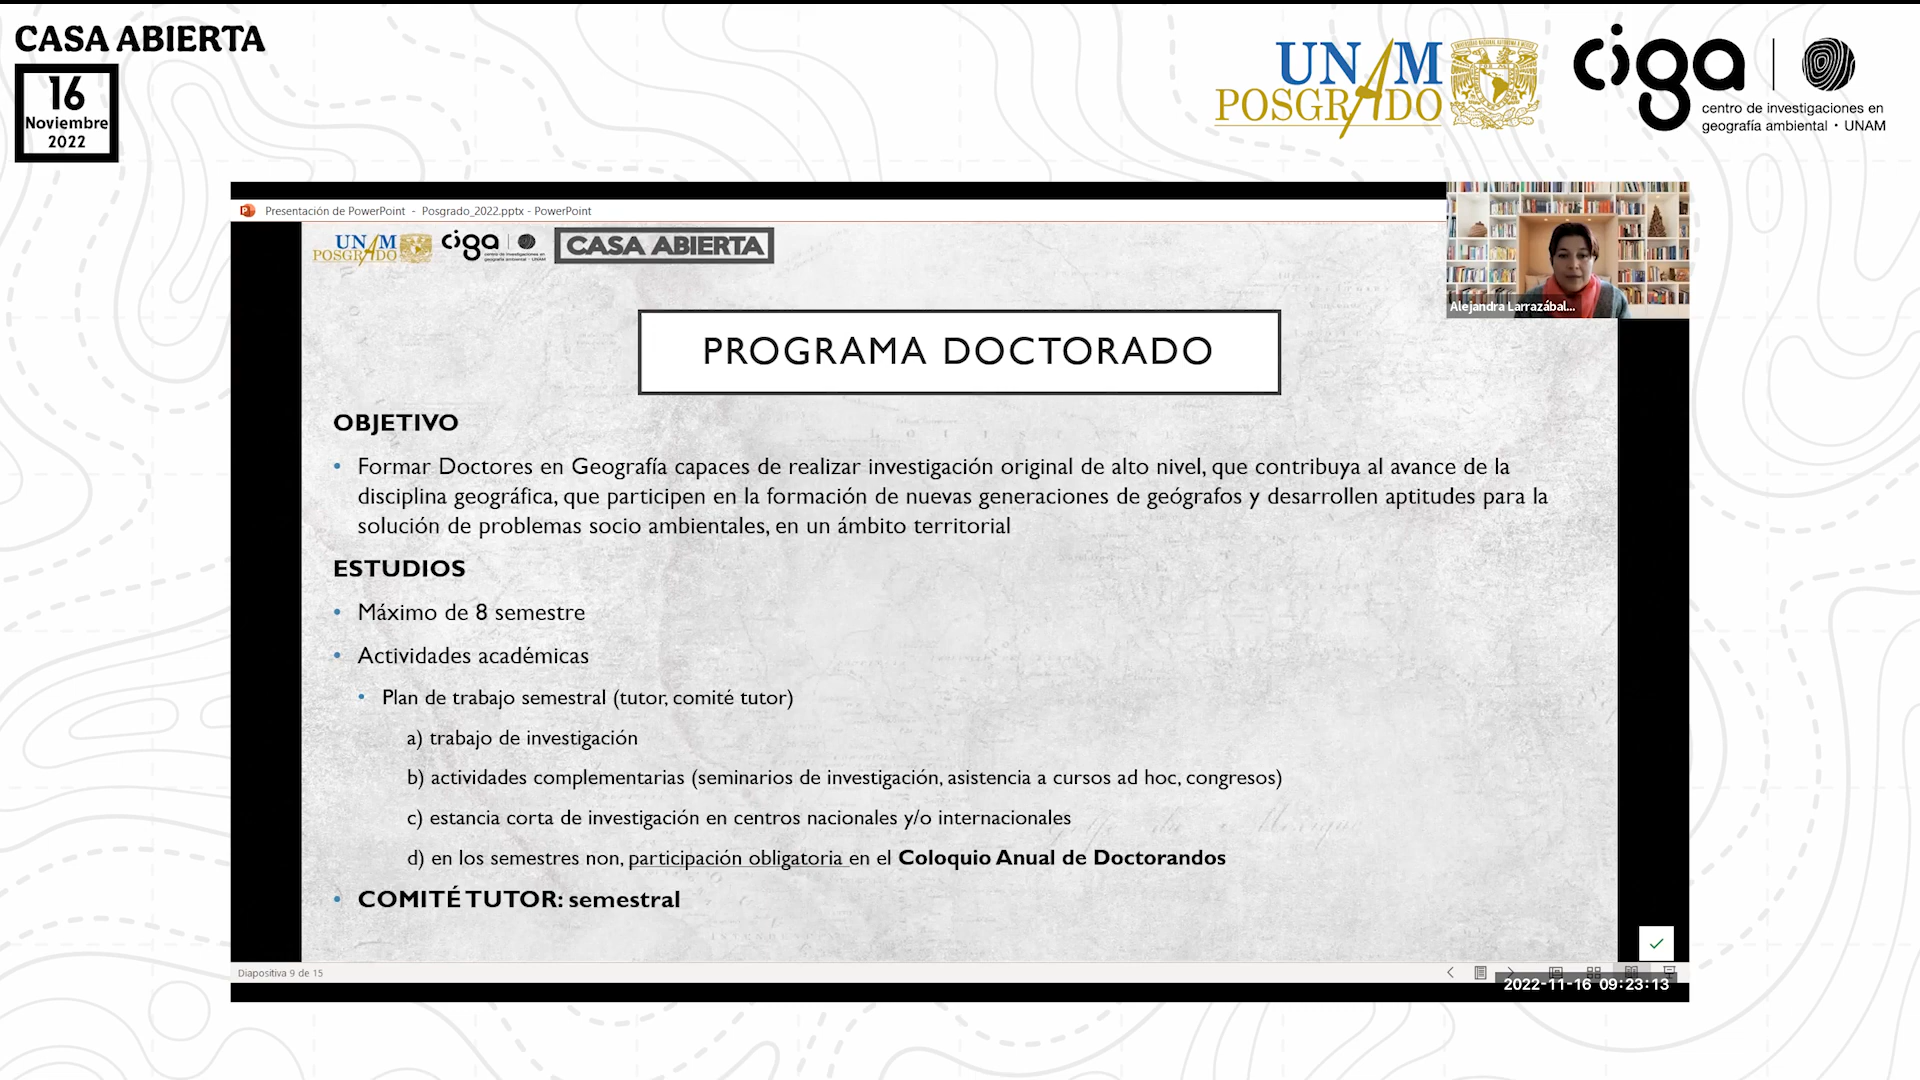 CASA ABIERTA
16
Noviembre
2022
UNAM
POSGRADO
ciga
centro de investigaciones en
geografía ambiental • UNAM
Presentación de PowerPoint - Posgrado_2022.pptx - PowerPoint
UNAM
POSGRADO
ciga
CASA ABIERTA
Alejandra Larrazábal...
PROGRAMA DOCTORADO
OBJETIVO
• Formar Doctores en Geografía capaces de realizar investigación original de alto nivel, que contribuya al avance de la
disciplina geográfica, que participen en la formación de nuevas generaciones de geógrafos y desarrollen aptitudes para la
solución de problemas socio ambientales, en un ámbito territorial
ESTUDIOS
• Máximo de 8 semestre
• Actividades académicas
• Plan de trabajo semestral (tutor, comité tutor)
a) trabajo de investigación
b) actividades complementarias (seminarios de investigación, asistencia a cursos ad hoc, congresos)
c) estancia corta de investigación en centros nacionales y/o internacionales
d) en los semestres non, participación obligatoria en el Coloquio Anual de Doctorandos
• COMITÉ TUTOR: semestral
Diapositiva 9 de 15
2022-11-16 09:23:13